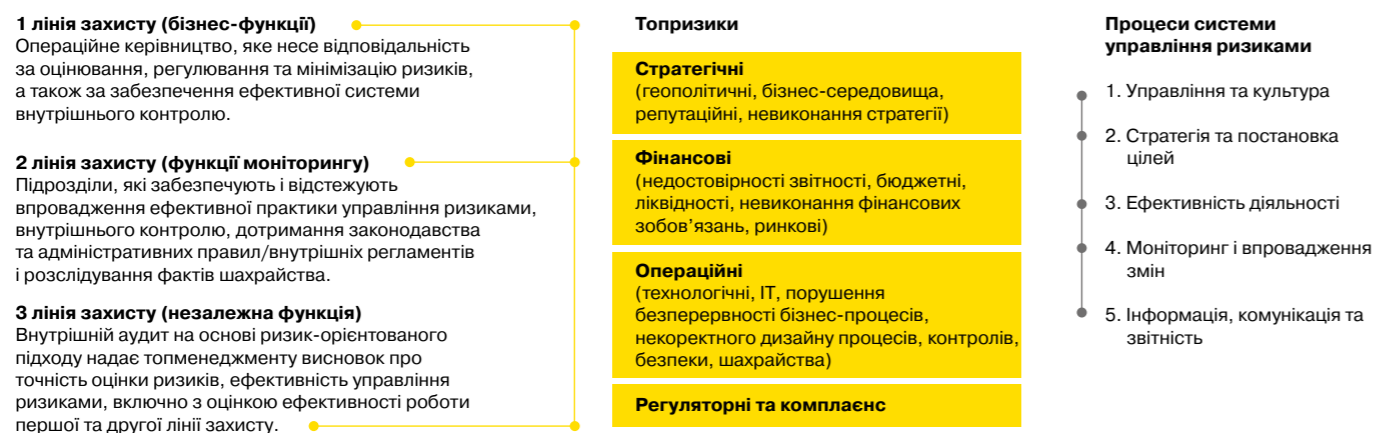 1 лінія захисту (бізнес-функції)
Операційне керівництво, яке несе відповідальність
за оцінювання, регулювання та мінімізацію ризиків,
а також за забезпечення ефективної системи
внутрішнього контролю.
2 лінія захисту (функції моніторингу)
Підрозділи, які забезпечують і відстежують
впровадження ефективної практики управління ризиками,
внутрішнього контролю, дотримання законодавства
та адміністративних правил/внутрішніх регламентів
і розслідування фактів шахрайства.
3 лінія захисту (незалежна функція)
Внутрішній аудит на основі ризик-орієнтованого
підходу надає топменеджменту висновок про
точність оцінки ризиків, ефективність управління
ризиками, включно з оцінкою ефективності роботи
першої та другої лінії захисту.
Топризики
Стратегічні
(геополітичні, бізнес-середовища,
репутаційні, невиконання стратегії)
Фінансові
(недостовірності звітності, бюджетні,
ліквідності, невиконання фінансових
зобов’язань, ринкові)
Операційні
(технологічні, ІТ, порушення
безперервності бізнес-процесів,
некоректного дизайну процесів, контролів,
безпеки, шахрайства)
Регуляторні та комплаєнс
Процеси системи
управління ризиками
1. Управління та культура
2. Стратегія та постановка
цілей
3. Ефективність діяльності
4. Моніторинг і впровадження
змін
5. Інформація, комунікація та
звітність